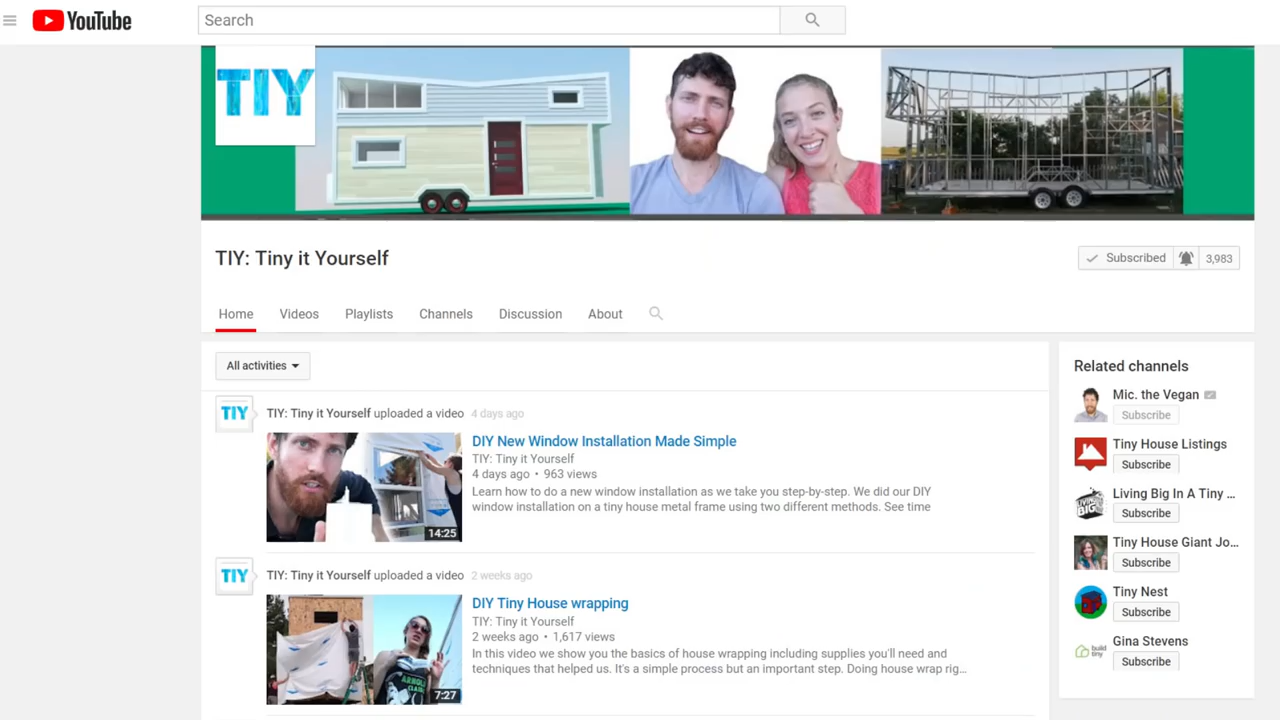 YouTube
Search
TIY
TIY: Tiny it Yourself
Subscribed
3,983
Home
Videos
Playlists
Channels
Discussion
About
All activities
TIY
TIY: Tiny it Yourself uploaded a video 4 days ago
14:25
DIY New Window Installation Made Simple
TIY: Tiny it Yourself
4 days ago • 963 views
Learn how to do a new window installation as we take you step-by-step. We did our DIY
window installation on a tiny house metal frame using two different methods. See time
TIY
TIY: Tiny it Yourself uploaded a video 2 weeks ago
7:27
DIY Tiny House wrapping
TIY: Tiny it Yourself
2 weeks ago • 1,617 views
In this video we show you the basics of house wrapping including supplies you'll need and
techniques that helped us. It's a simple process but an important step. Doing house wrap rig...
Related channels
Mic. the Vegan
Subscribe
Tiny House Listings
Subscribe
LIVING BIG
Living Big In A Tiny ...
Subscribe
Tiny House Giant Jo...
Subscribe
Tiny Nest
Subscribe
build tiny
Gina Stevens
Subscribe